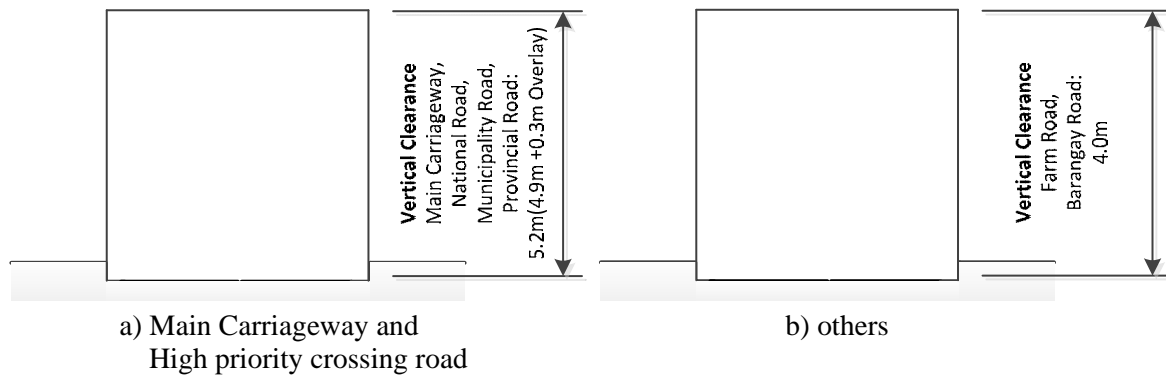 Vertical Clearance
Main Carriageway,
National Road,
Municipality Road,
Provincial Road:
5.2m(4.9m +0.3m Overlay)
Vertical Clearance
Farm Road,
Barangay Road:
4.0m
a) Main Carriageway and
High priority crossing road
b) others